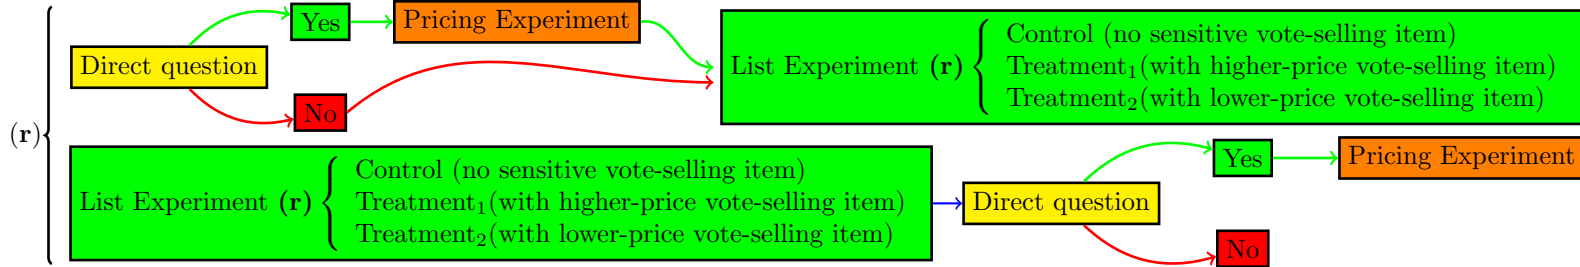 Yes
Pricing Experiment
Direct question
No
List Experiment (r)
Control (no sensitive vote-selling item)
Treatment₁(with higher-price vote-selling item)
Treatment₂(with lower-price vote-selling item)
(r)
List Experiment (r)
Control (no sensitive vote-selling item)
Treatment₁(with higher-price vote-selling item)
Treatment₂(with lower-price vote-selling item)
Direct question
Yes
Pricing Experiment
No